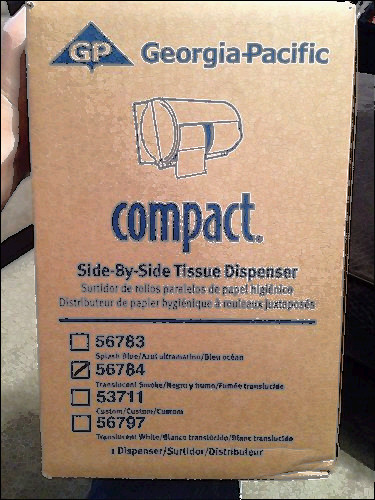 GP Georgia-Pacific
compact.
Side-By-Side Tissue Dispenser
Surtidor de rollos paralelos de papel higiénico
Distributeur de papier hygiénique à rouleaux juxtaposés
56783
Splash Blue/Azul ultramatino/Bleu océan
56784
Translucent Smoke/Negro y humo/Fumée translucide
53711
Custom/Custom/Custom
56797
Translucent White/Blanco translúcido/Blanc translucide
1 Dispenser/Surtidor/Distributeur